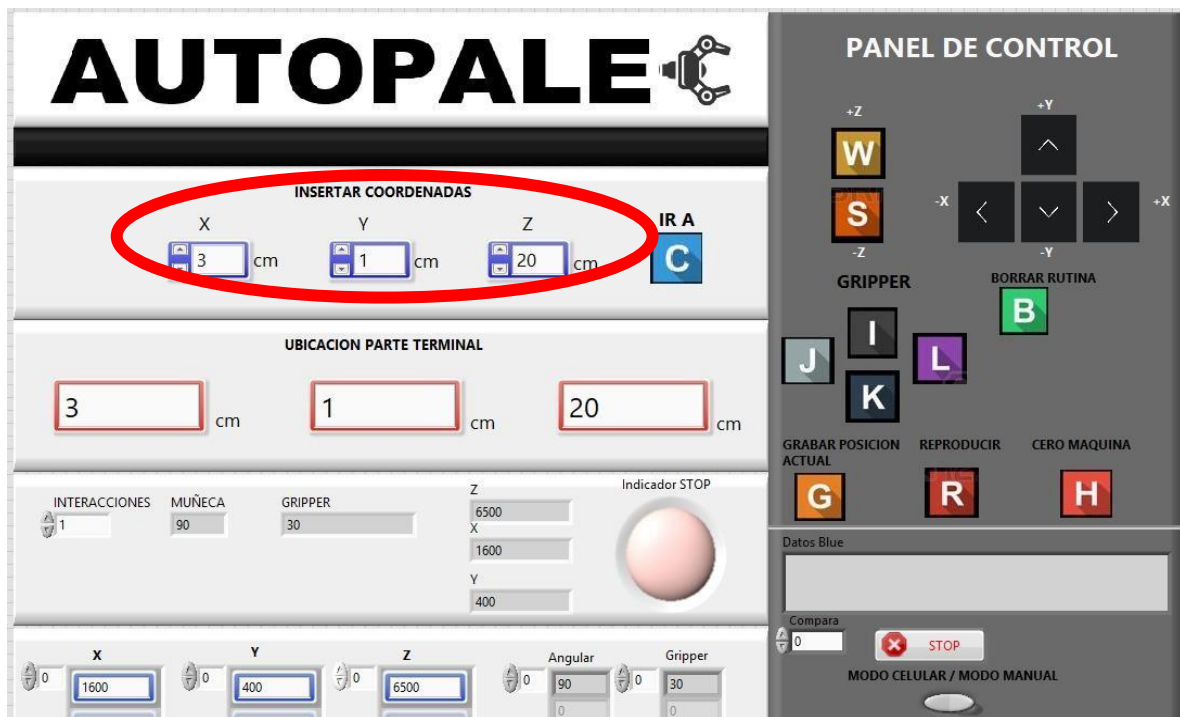 AUTOPALE
INSERTAR COORDENADAS
X Y Z IR A
3 cm 1 cm 20 cm C
UBICACION PARTE TERMINAL
3 cm 1 cm 20 cm
INTERACCIONES MUÑECA GRIPPER Z Indicador STOP
1 90 30 6500
X
1600
Y
400
X Y Z Angular Gripper
0 1600 0 400 0 6500 0 90 0 30
0 0
PANEL DE CONTROL
+Z +Y
W
S -X +X
-Z -Y
GRIPPER BORRAR RUTINA
B
I
J L
K
GRABAR POSICION ACTUAL REPRODUCIR CERO MAQUINA
G R H
Datos Blue
Compara
0 STOP
MODO CELULAR / MODO MANUAL